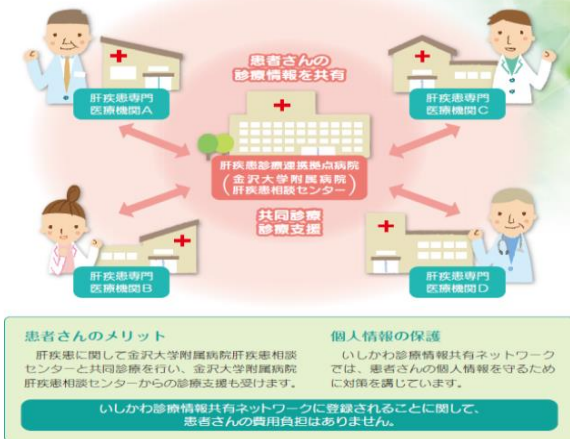 患者さんの
診療情報を共有
肝疾患専門
医療機関A
肝疾患専門
医療機関C
肝疾患診療連携拠点病院
(金沢大学附属病院
肝疾患相談センター)
共同診療
診療支援
肝疾患専門
医療機関B
肝疾患専門
医療機関D
患者さんのメリット
肝疾患に関して金沢大学附属病院肝疾患相談
センターと共同診療を行い、金沢大学附属病院
肝疾患相談センターからの診療支援も受けます。
個人情報の保護
いしかわ診療情報共有ネットワーク
では、患者さんの個人情報を守るため
に対策を講じています。
いしかわ診療情報共有ネットワークに登録されることに関して、
患者さんの費用負担はありません。